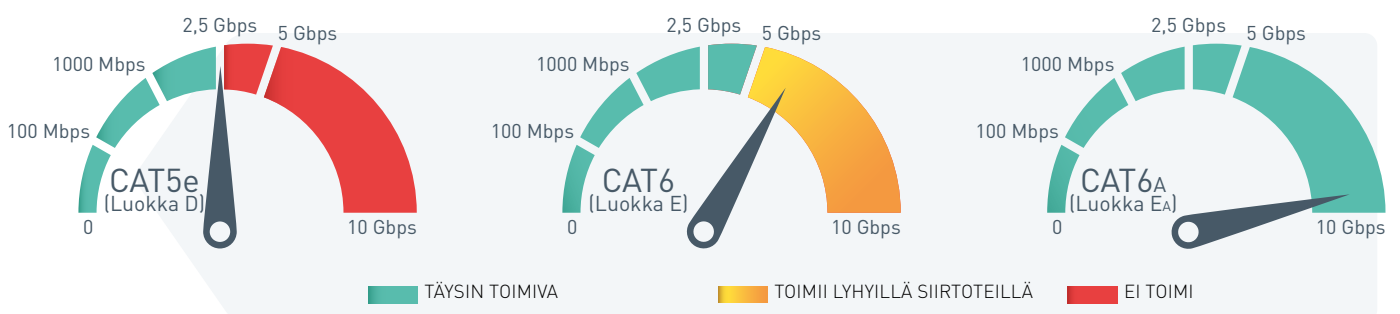 2,5 Gbps
5 Gbps
1000 Mbps
100 Mbps
CAT5e
(Luokka D)
0
10 Gbps
2,5 Gbps
5 Gbps
1000 Mbps
100 Mbps
CAT6
(Luokka E)
0
10 Gbps
2,5 Gbps
5 Gbps
1000 Mbps
100 Mbps
CAT6A
(Luokka EA)
0
10 Gbps
TÄYSIN TOIMIVA
TOIMII LYHYILLÄ SIIRTOTEILLÄ
EI TOIMI